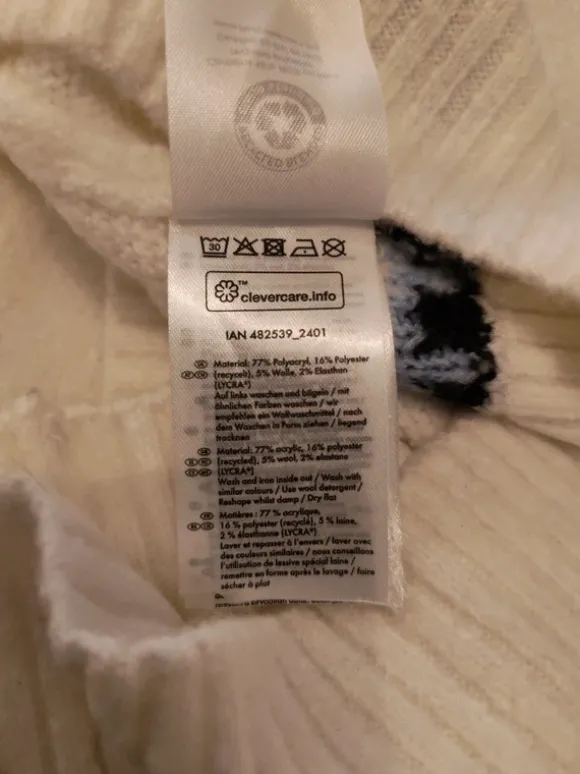 30
™
clevercare.info
IAN 482539_2401
Material: 77% Polyacryl, 16% Polyester
(recycelt), 5% Wolle, 2% Elasthan
(LYCRA®)
Auf links waschen und bügeln / mit
ähnlichen Farben waschen / wir
empfehlen ein Wollwaschmittel / nach
dem Waschen in Form ziehen / liegend
trocknen
Material: 77% acrylic, 16% polyester
(recycled), 5% wool, 2% elastane
(LYCRA®)
Wash and iron inside out / Wash with
similar colours / Use wool detergent /
Reshape whilst damp / Dry flat
Matières : 77 % acrylique,
16 % polyester (recyclé), 5 % laine,
2 % élasthanne (LYCRA®)
Laver et repasser à l'envers / laver avec
des couleurs similaires / nous conseillons
l'utilisation de lessive spécial laine /
remettre en forme après le lavage / faire
sécher à plat